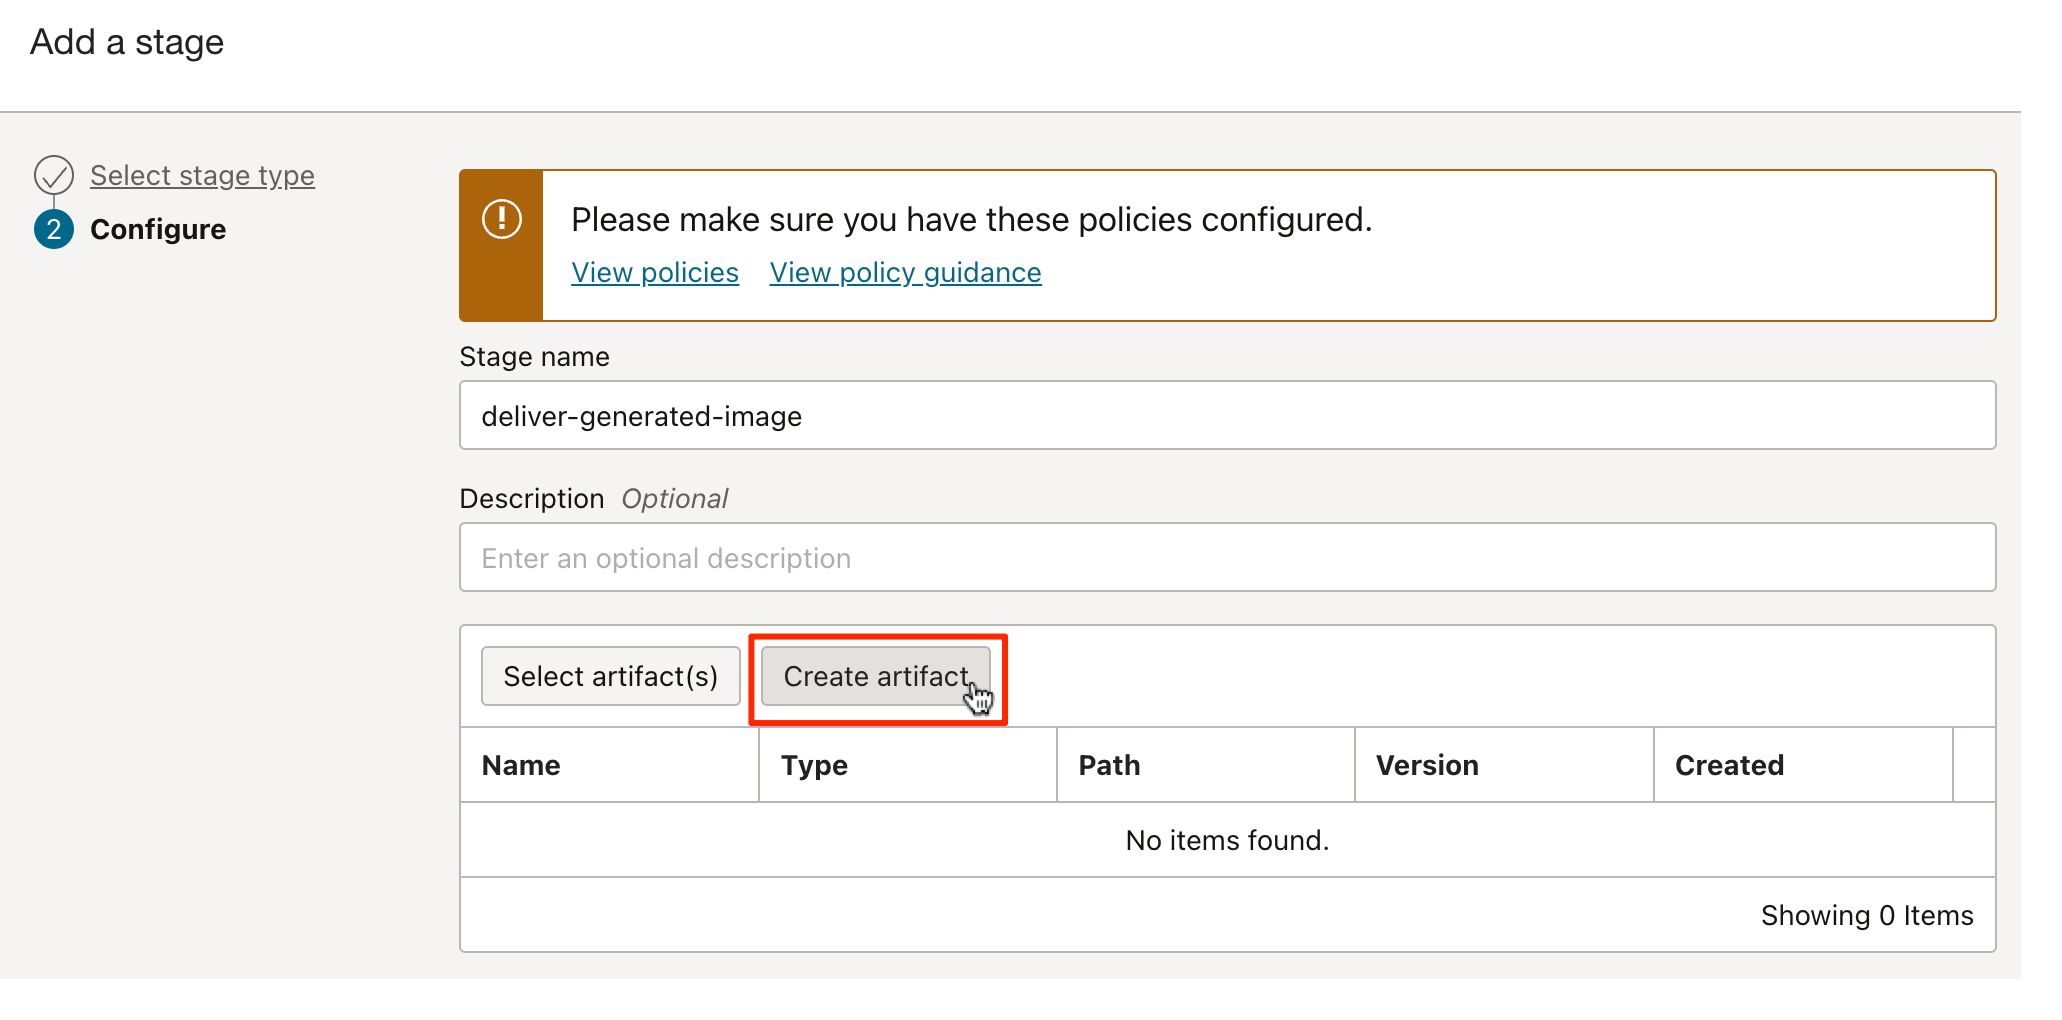 Add a stage
Select stage type
2 Configure
Please make sure you have these policies configured.
View policies View policy guidance
Stage name
deliver-generated-image
Description Optional
Enter an optional description
Select artifact(s) Create artifact
Name Type Path Version Created
No items found.
Showing 0 Items